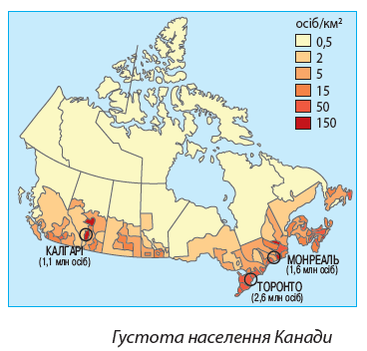 осіб/км²
0,5
2
5
15
50
150
КАЛГАРІ
(1,1 млн осіб)
МОНРЕАЛЬ
(1,6 млн осіб)
ТОРОНТО
(2,6 млн осіб)
Густота населення Канади